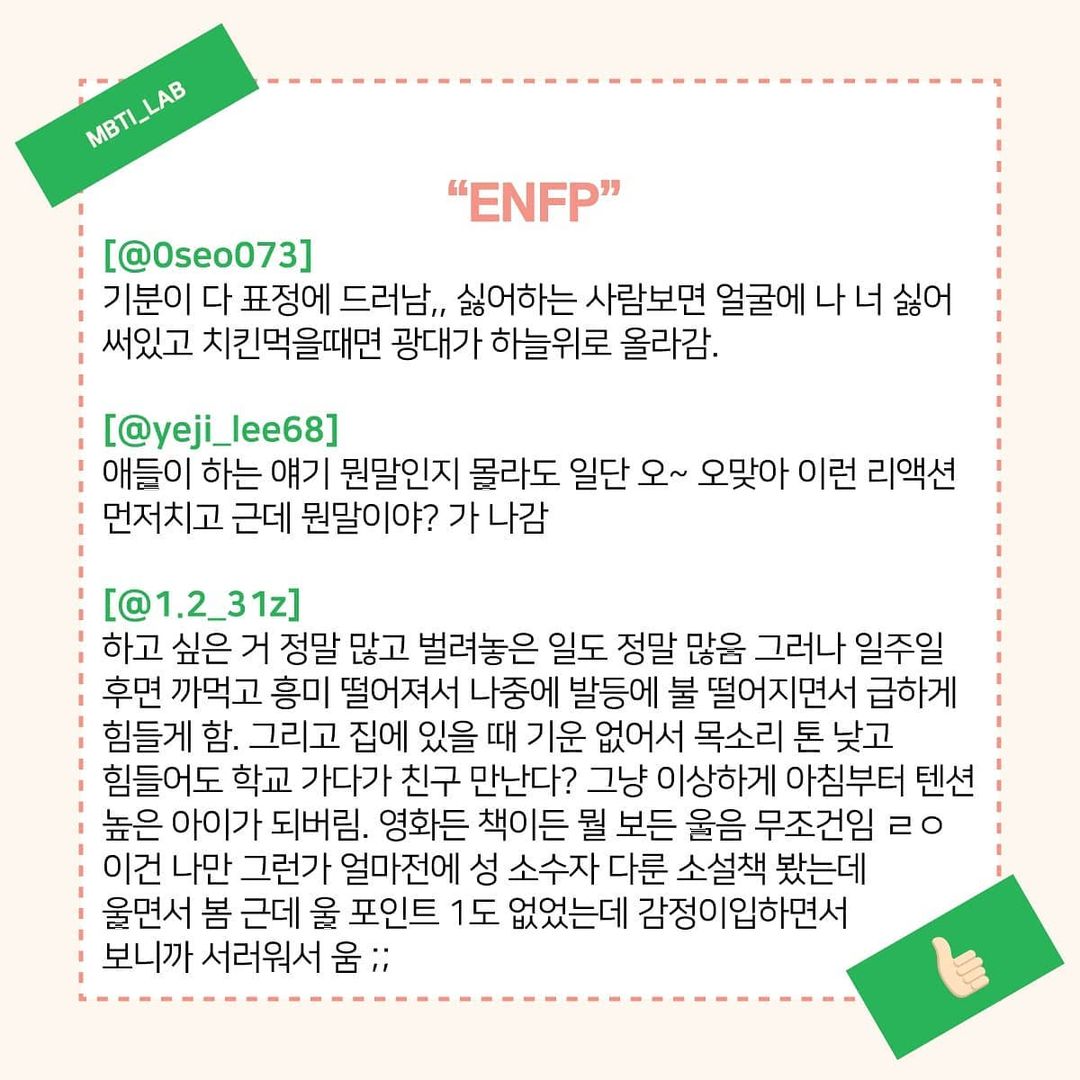 MBTI_LAB
“ENFP”
[@0seo073]
기분이 다 표정에 드러남,, 싫어하는 사람보면 얼굴에 나 너 싫어
써있고 치킨먹을때면 광대가 하늘위로 올라감.
[@yeji_lee68]
애들이 하는 얘기 뭔말인지 몰라도 일단 오~ 오맞아 이런 리액션
먼저치고 근데 뭔말이야? 가 나감
[@1.2_31z]
하고 싶은 거 정말 많고 벌려놓은 일도 정말 많음 그러나 일주일
후면 까먹고 흥미 떨어져서 나중에 발등에 불 떨어지면서 급하게
힘들게 함. 그리고 집에 있을 때 기운 없어서 목소리 톤 낮고
힘들어도 학교 가다가 친구 만난다? 그냥 이상하게 아침부터 텐션
높은 아이가 되버림. 영화든 책이든 뭘 보든 울음 무조건임 ㄹㅇ
이건 나만 그런가 얼마전에 성 소수자 다룬 소설책 봤는데
울면서 봄 근데 울 포인트 1도 없었는데 감정이입하면서
보니까 서러워서 움 ;;